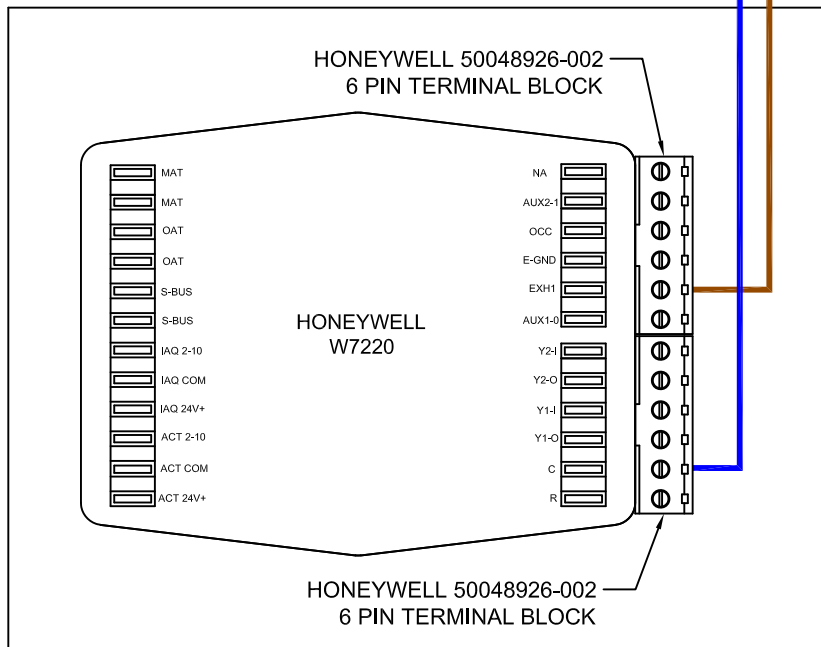 HONEYWELL 50048926-002
6 PIN TERMINAL BLOCK
MAT
MAT
OAT
OAT
S-BUS
S-BUS
IAQ 2-10
IAQ COM
IAQ 24V+
ACT 2-10
ACT COM
ACT 24V+
HONEYWELL
W7220
NA
AUX2-1
OCC
E-GND
EXH1
AUX1-0
Y2-I
Y2-O
Y1-I
Y1-O
C
R
HONEYWELL 50048926-002
6 PIN TERMINAL BLOCK